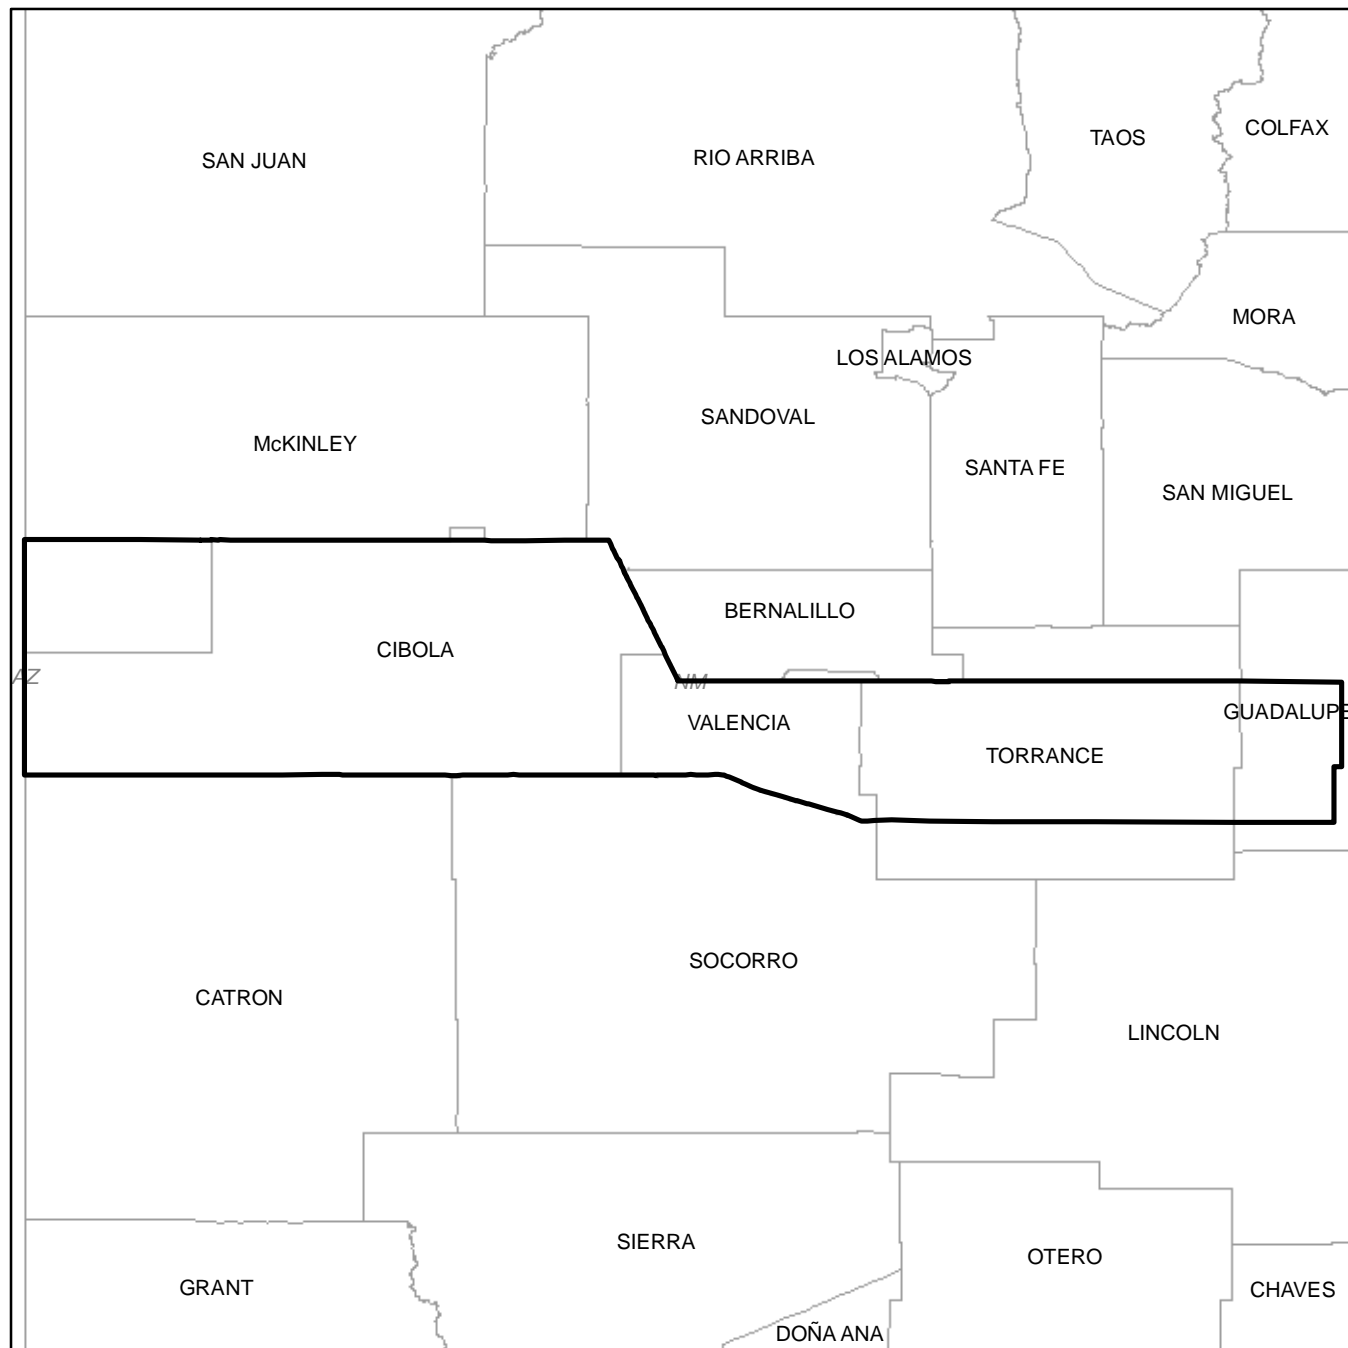 COLFAX
TAOS
RIO ARRIBA
SAN JUAN
MORA
LOS ALAMOS
SANDOVAL
McKINLEY
SANTA FE
SAN MIGUEL
BERNALILLO
CIBOLA
AZ
NM
GUADALUPE
VALENCIA
TORRANCE
SOCORRO
CATRON
LINCOLN
SIERRA
OTERO
GRANT
CHAVES
DOÑA ANA